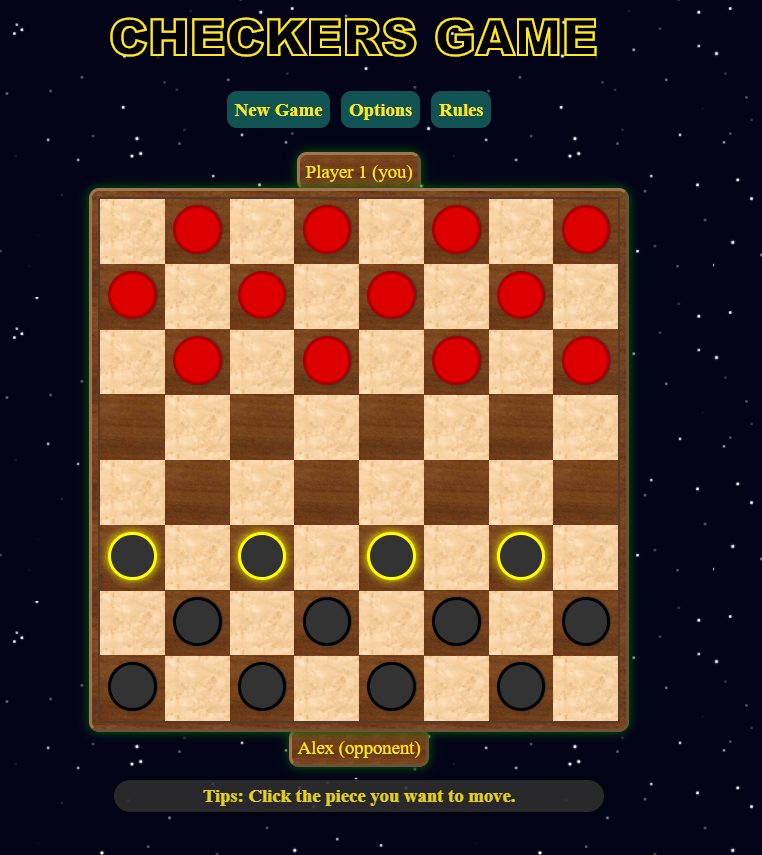 CHECKERS GAME
New Game Options Rules
Player 1 (you)
Alex (opponent)
Tips: Click the piece you want to move.